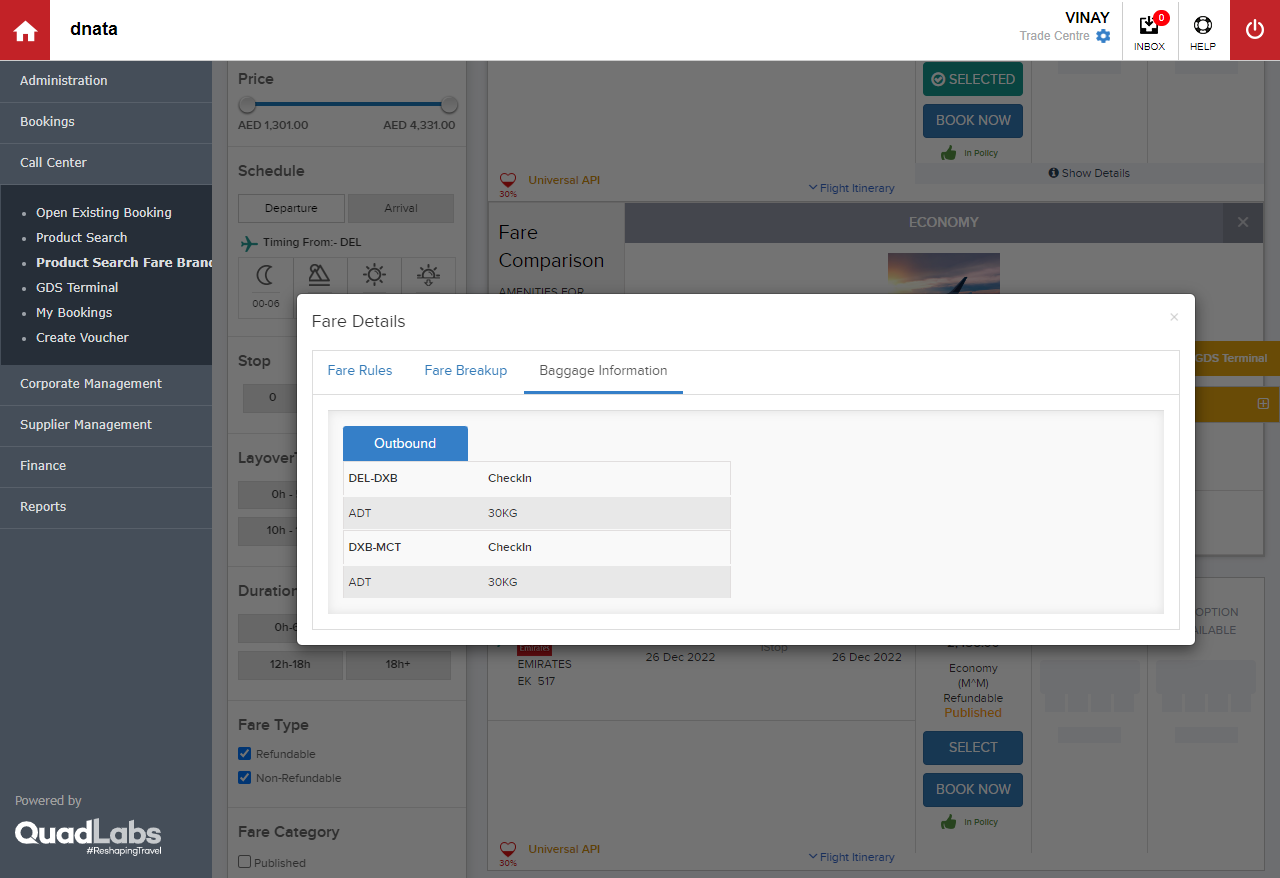 dnata
VINAY
Trade Centre
0
INBOX
HELP
Administration
Bookings
Call Center
Open Existing Booking
Product Search
Product Search Fare Brand
GDS Terminal
My Bookings
Create Voucher
Corporate Management
Supplier Management
Finance
Reports
Powered by
QuadLabs
#ReshapingTravel
Price
AED 1,301.00 AED 4,331.00
Schedule
Departure Arrival
Timing From:- DEL
00-06
Stop
0
0h -
10h -
Duration
12h-18h 18h+
Fare Type
Refundable
Non-Refundable
Fare Category
Published
SELECTED
BOOK NOW
In Policy
30%
Universal API
Flight Itinerary
Show Details
Fare
Comparison
AMENITIES FOR
ECONOMY
GDS Terminal
Fare Details
Fare Rules Fare Breakup Baggage Information
Outbound
DEL-DXB CheckIn
ADT 30KG
DXB-MCT CheckIn
ADT 30KG
Emirates
EMIRATES
EK 517
26 Dec 2022
1Stop
26 Dec 2022
Economy
(M^M)
Refundable
Published
SELECT
BOOK NOW
In Policy
OPTION
30%
Universal API
Flight Itinerary